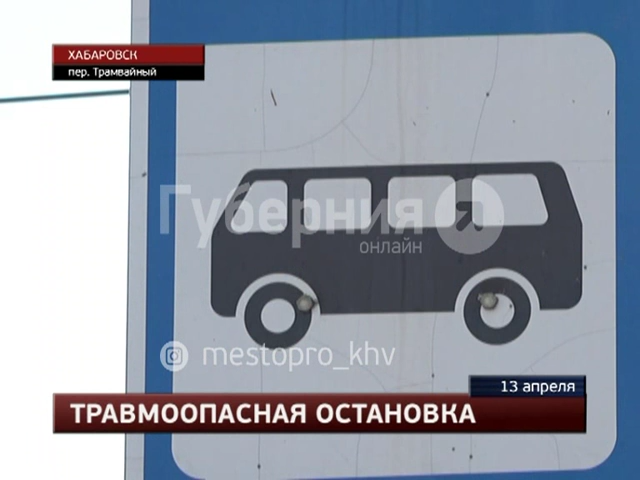 ХАБАРОВСК
пер. Трамвайный
Губерния
ОНЛАЙН
mestopro_khv
13 апреля
ТРАВМООПАСНАЯ ОСТАНОВКА